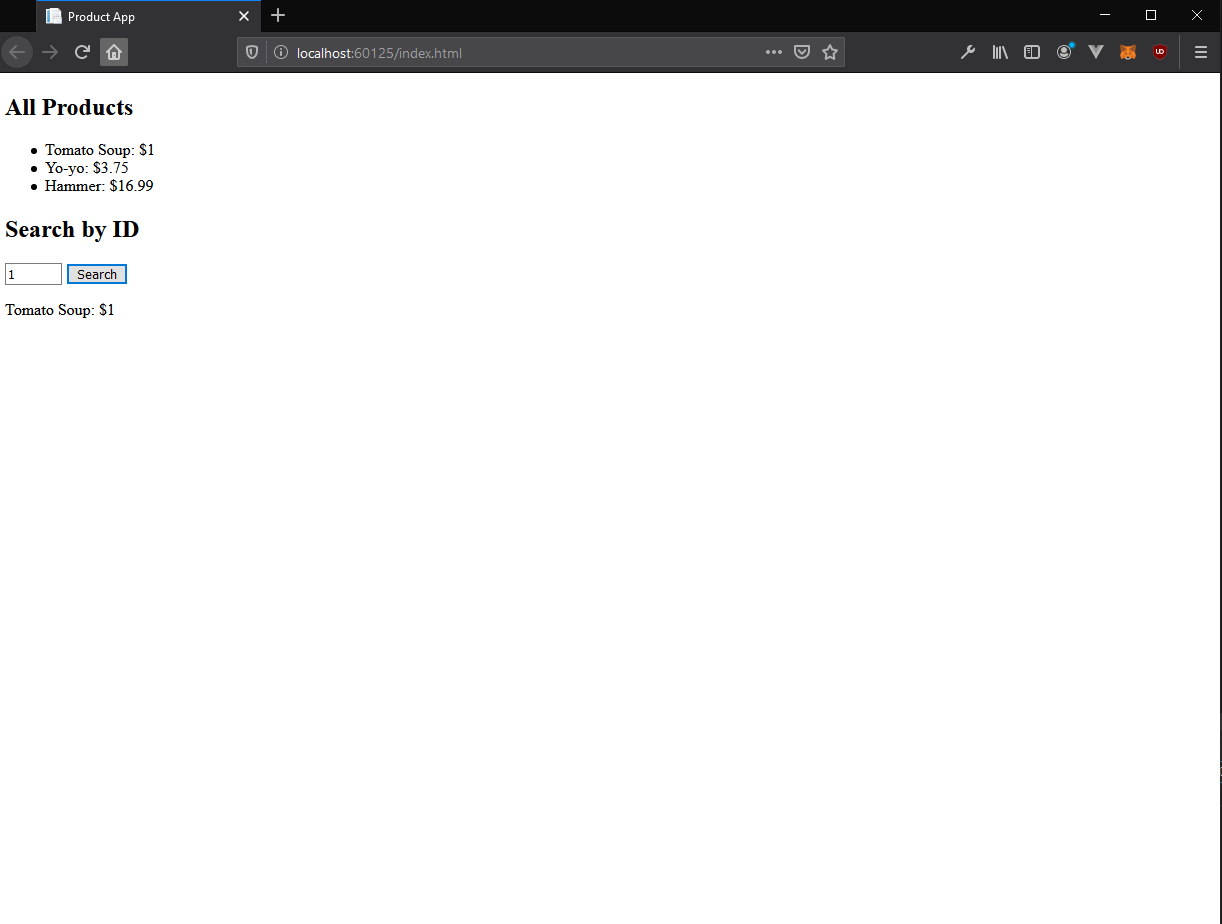 Product App
localhost:60125/index.html
All Products
Tomato Soup: $1
Yo-yo: $3.75
Hammer: $16.99
Search by ID
1 Search
Tomato Soup: $1